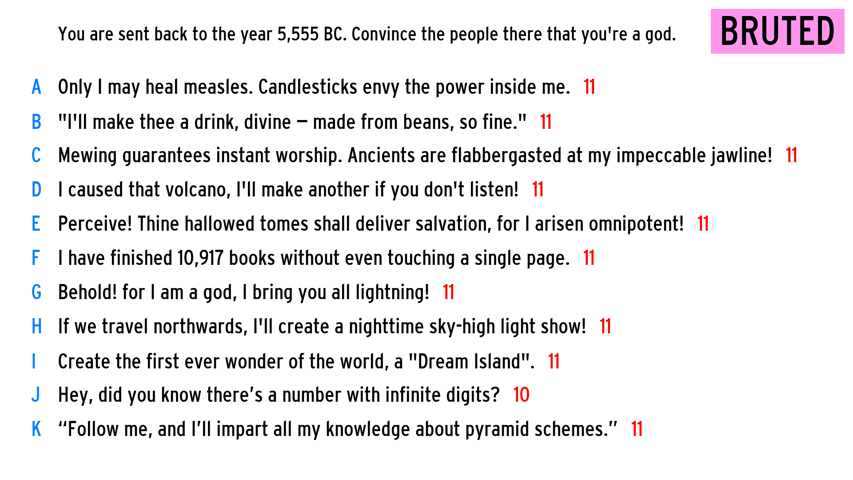 You are sent back to the year 5,555 BC. Convince the people there that you're a god.
BRUTED
A Only I may heal measles. Candlesticks envy the power inside me. 11
B "I'll make thee a drink, divine – made from beans, so fine." 11
C Mewing guarantees instant worship. Ancients are flabbergasted at my impeccable jawline! 11
D I caused that volcano, I'll make another if you don't listen! 11
E Perceive! Thine hallowed tomes shall deliver salvation, for I arisen omnipotent! 11
F I have finished 10,917 books without even touching a single page. 11
G Behold! for I am a god, I bring you all lightning! 11
H If we travel northwards, I'll create a nighttime sky-high light show! 11
I Create the first ever wonder of the world, a "Dream Island". 11
J Hey, did you know there’s a number with infinite digits? 10
K “Follow me, and I’ll impart all my knowledge about pyramid schemes.” 11